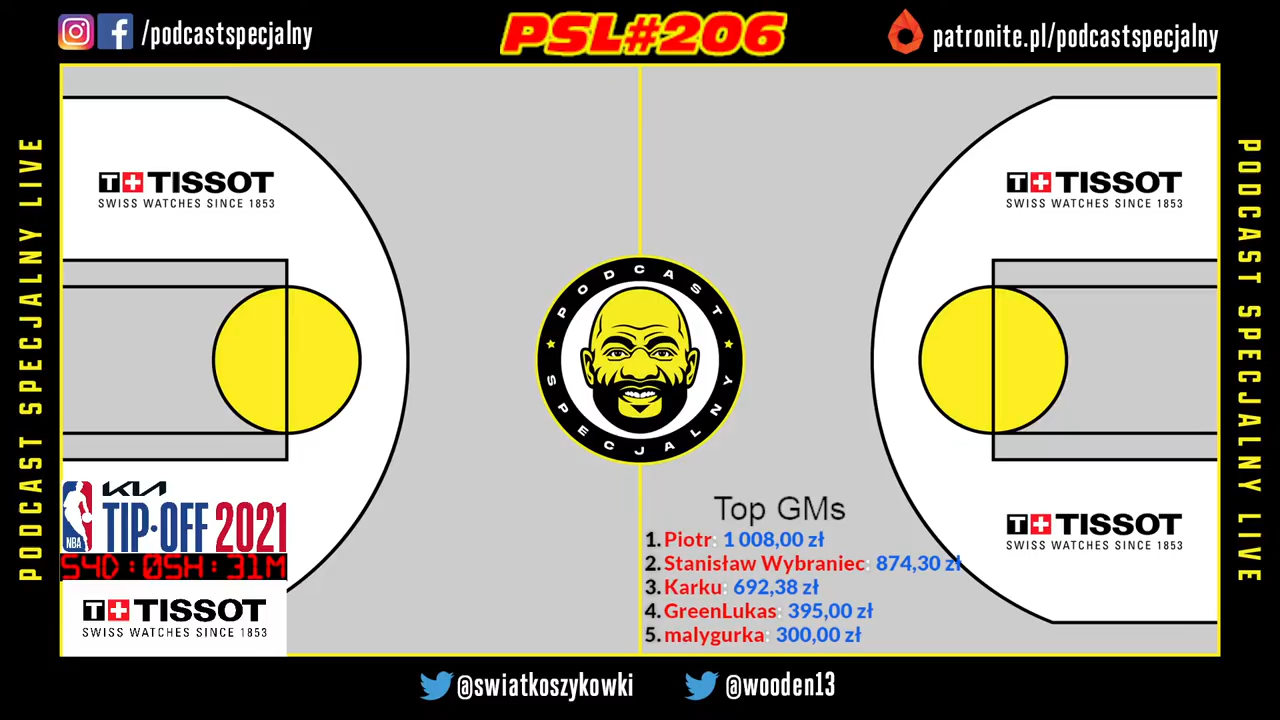 /podcastspecjalny
PSL#206
patronite.pl/podcastspecjalny
PODCAST SPECJALNY LIVE
PODCAST SPECJALNY LIVE
T+TISSOT
SWISS WATCHES SINCE 1853
T+TISSOT
SWISS WATCHES SINCE 1853
PODCAST
SPECJALNY
KIA
NBA
TIP-OFF 2021
54D:05H:31M
T+TISSOT
SWISS WATCHES SINCE 1853
T+TISSOT
SWISS WATCHES SINCE 1853
Top GMs
1. Piotr: 1 008,00 zł
2. Stanisław Wybraniec: 874,30 zł
3. Karku: 692,38 zł
4. GreenLukas: 395,00 zł
5. malygurka: 300,00 zł
@swiatkoszykowki
@wooden13